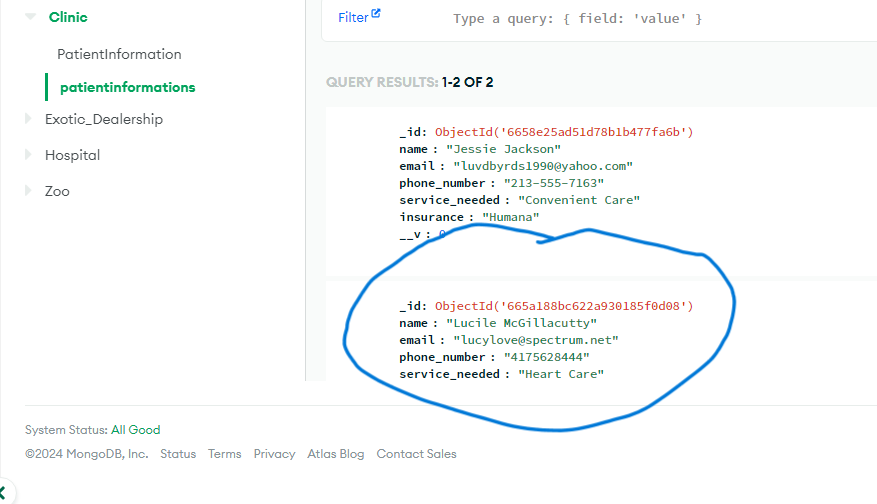 Clinic
PatientInformation
patientinformations
Exotic_Dealership
Hospital
Zoo
Filter
Type a query: { field: 'value' }
QUERY RESULTS: 1-2 OF 2
_id: ObjectId('6658e25ad51d78b1b477fa6b')
name : "Jessie Jackson"
email : "luvdbyrds1990@yahoo.com"
phone_number : "213-555-7163"
service_needed : "Convenient Care"
insurance : "Humana"
__v : 0
_id: ObjectId('665a188bc622a930185f0d08')
name : "Lucile McGillacutty"
email : "lucylove@spectrum.net"
phone_number : "4175628444"
service_needed : "Heart Care"
System Status: All Good
©2024 MongoDB, Inc. Status Terms Privacy Atlas Blog Contact Sales